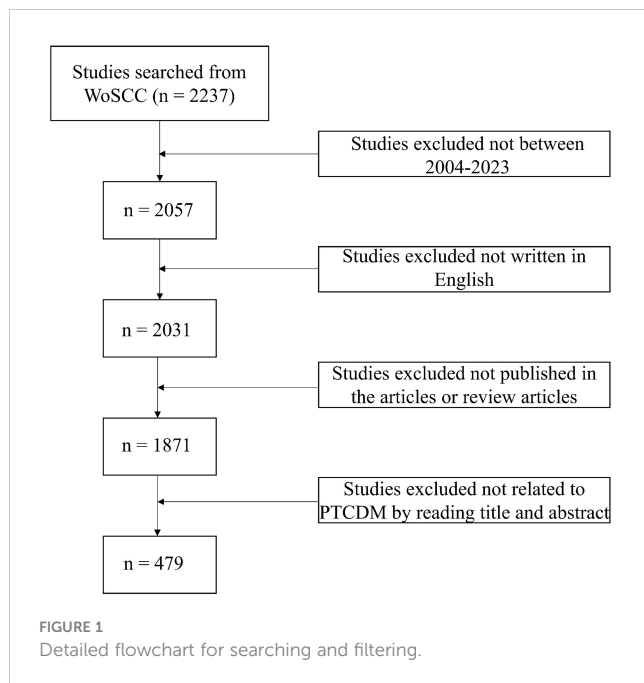 Studies searched from
WoSCC (n = 2237)
Studies excluded not between
2004-2023
n = 2057
Studies excluded not written in
English
n = 2031
Studies excluded not published in
the articles or review articles
n = 1871
Studies excluded not related to
PTCDM by reading title and abstract
n = 479
FIGURE 1
Detailed flowchart for searching and filtering.